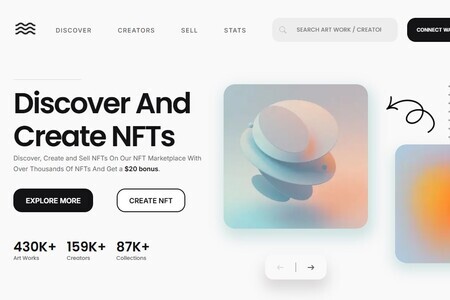 DISCOVER CREATORS SELL STATS SEARCH ART WORK / CREATOR CONNECT
Discover And
Create NFTs
Discover, Create and Sell NFTs On Our NFT Marketplace With
Over Thousands Of NFTs And Get a $20 bonus.
EXPLORE MORE CREATE NFT
430K+ 159K+ 87K+
Art Works Creators Collections